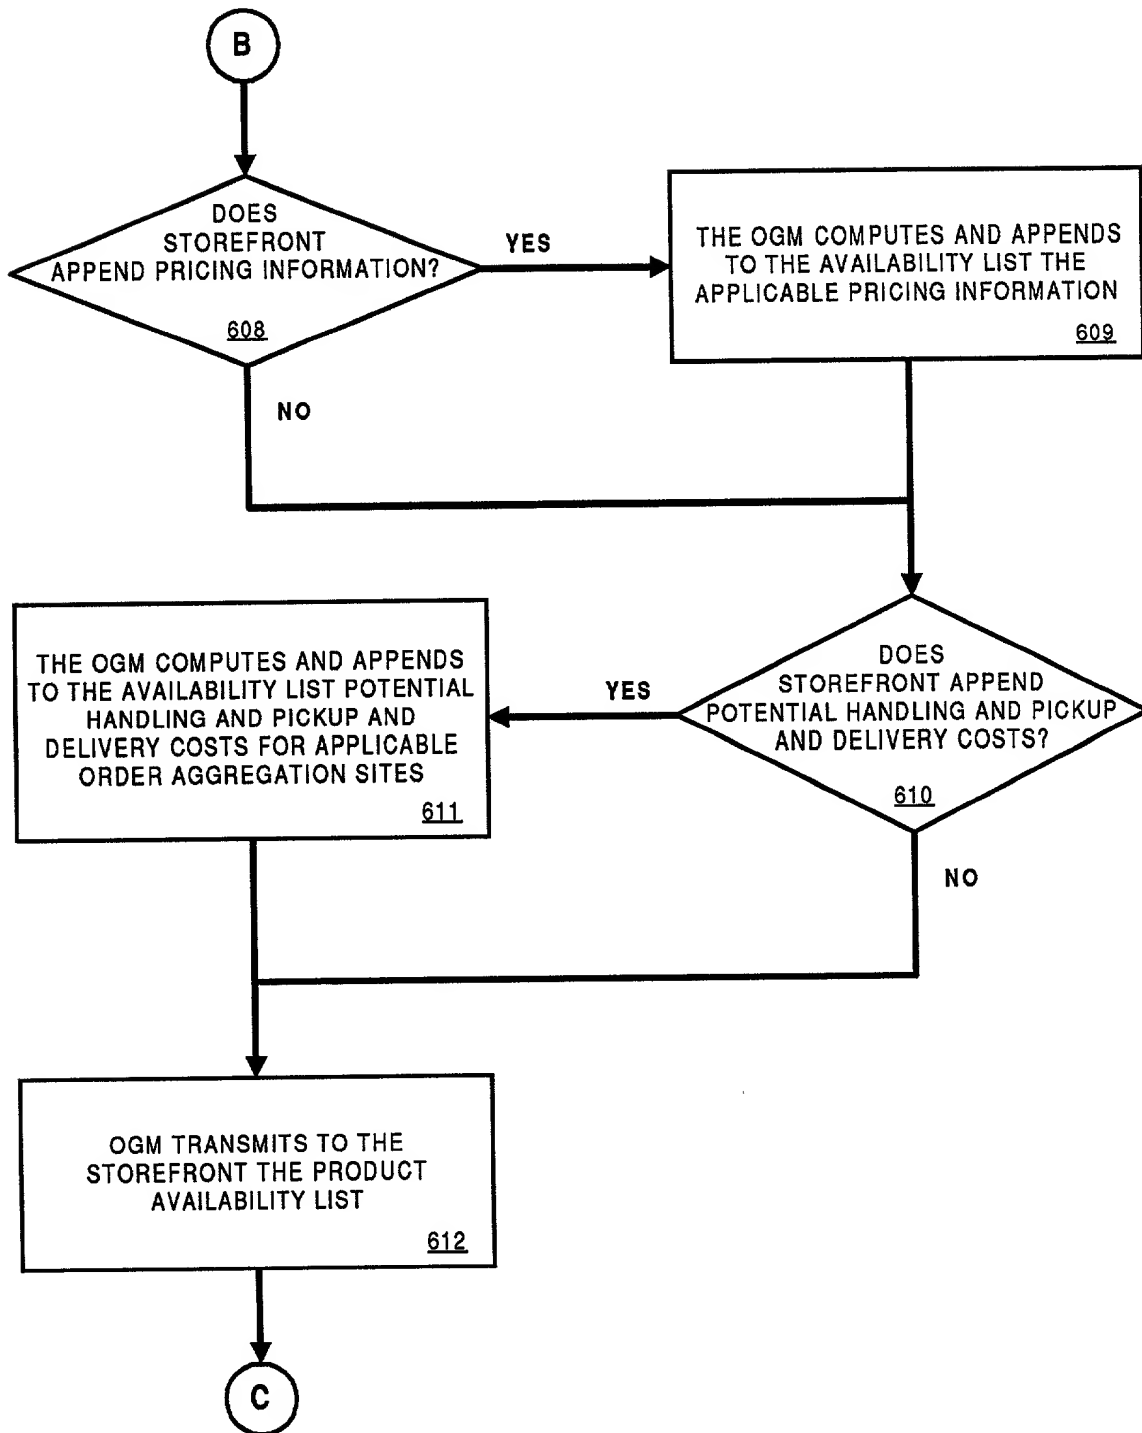 B
DOES
STOREFRONT
APPEND PRICING INFORMATION?
608
YES
THE OGM COMPUTES AND APPENDS
TO THE AVAILABILITY LIST THE
APPLICABLE PRICING INFORMATION
609
NO
DOES
STOREFRONT APPEND
POTENTIAL HANDLING AND PICKUP
AND DELIVERY COSTS?
610
YES
THE OGM COMPUTES AND APPENDS
TO THE AVAILABILITY LIST POTENTIAL
HANDLING AND PICKUP AND
DELIVERY COSTS FOR APPLICABLE
ORDER AGGREGATION SITES
611
NO
OGM TRANSMITS TO THE
STOREFRONT THE PRODUCT
AVAILABILITY LIST
612
C